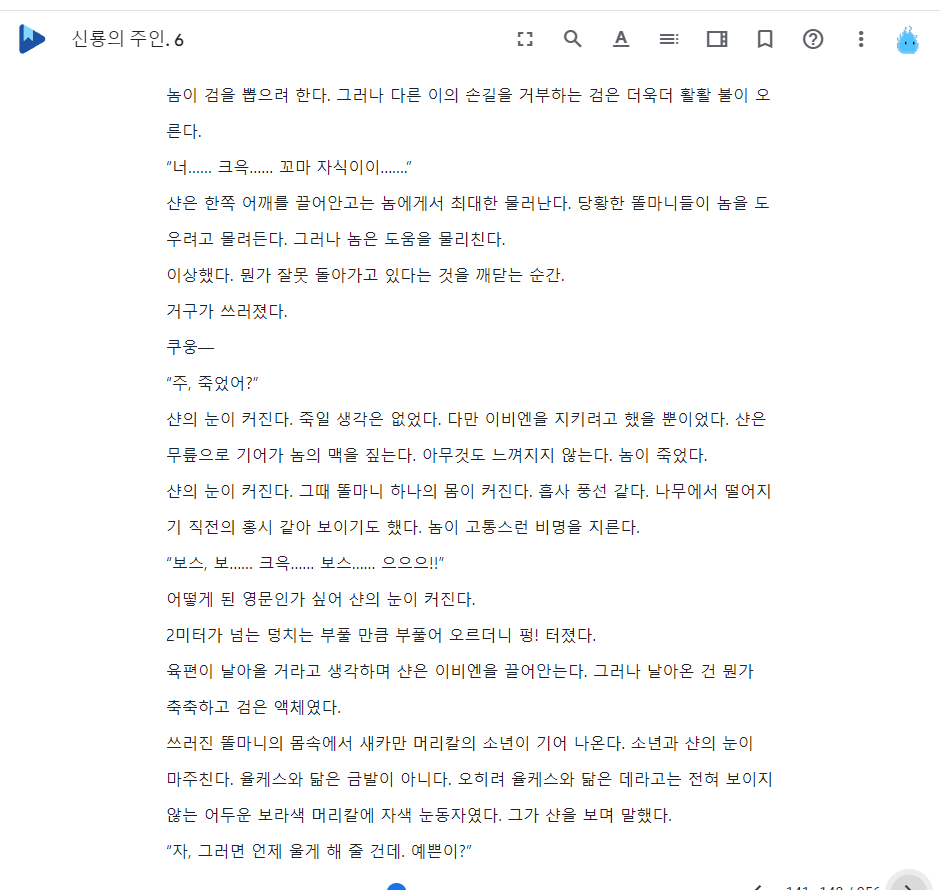 신룡의 주인. 6
놈이 검을 뽑으려 한다. 그러나 다른 이의 손길을 거부하는 검은 더욱더 활활 불이 오
른다.
“너…… 크윽…… 꼬마 자식이이…….”
샨은 한쪽 어깨를 끌어안고는 놈에게서 최대한 물러난다. 당황한 똘마니들이 놈을 도
우려고 몰려든다. 그러나 놈은 도움을 물리친다.
이상했다. 뭔가 잘못 돌아가고 있다는 것을 깨닫는 순간.
거구가 쓰러졌다.
쿠웅―
“주, 죽었어?”
샨의 눈이 커진다. 죽일 생각은 없었다. 다만 이비엔을 지키려고 했을 뿐이었다. 샨은
무릎으로 기어가 놈의 맥을 짚는다. 아무것도 느껴지지 않는다. 놈이 죽었다.
샨의 눈이 커진다. 그때 똘마니 하나의 몸이 커진다. 흡사 풍선 같다. 나무에서 떨어지
기 직전의 홍시 같아 보이기도 했다. 놈이 고통스런 비명을 지른다.
“보스, 보…… 크윽…… 보스…… 으으으!!”
어떻게 된 영문인가 싶어 샨의 눈이 커진다.
2미터가 넘는 덩치는 부풀 만큼 부풀어 오르더니 펑! 터졌다.
육편이 날아올 거라고 생각하며 샨은 이비엔을 끌어안는다. 그러나 날아온 건 뭔가
축축하고 검은 액체였다.
쓰러진 똘마니의 몸속에서 새카만 머리칼의 소년이 기어 나온다. 소년과 샨의 눈이
마주친다. 율케스와 닮은 금발이 아니다. 오히려 율케스와 닮은 데라고는 전혀 보이지
않는 어두운 보라색 머리칼에 자색 눈동자였다. 그가 샨을 보며 말했다.
“자, 그러면 언제 울게 해 줄 건데. 예쁜이?”